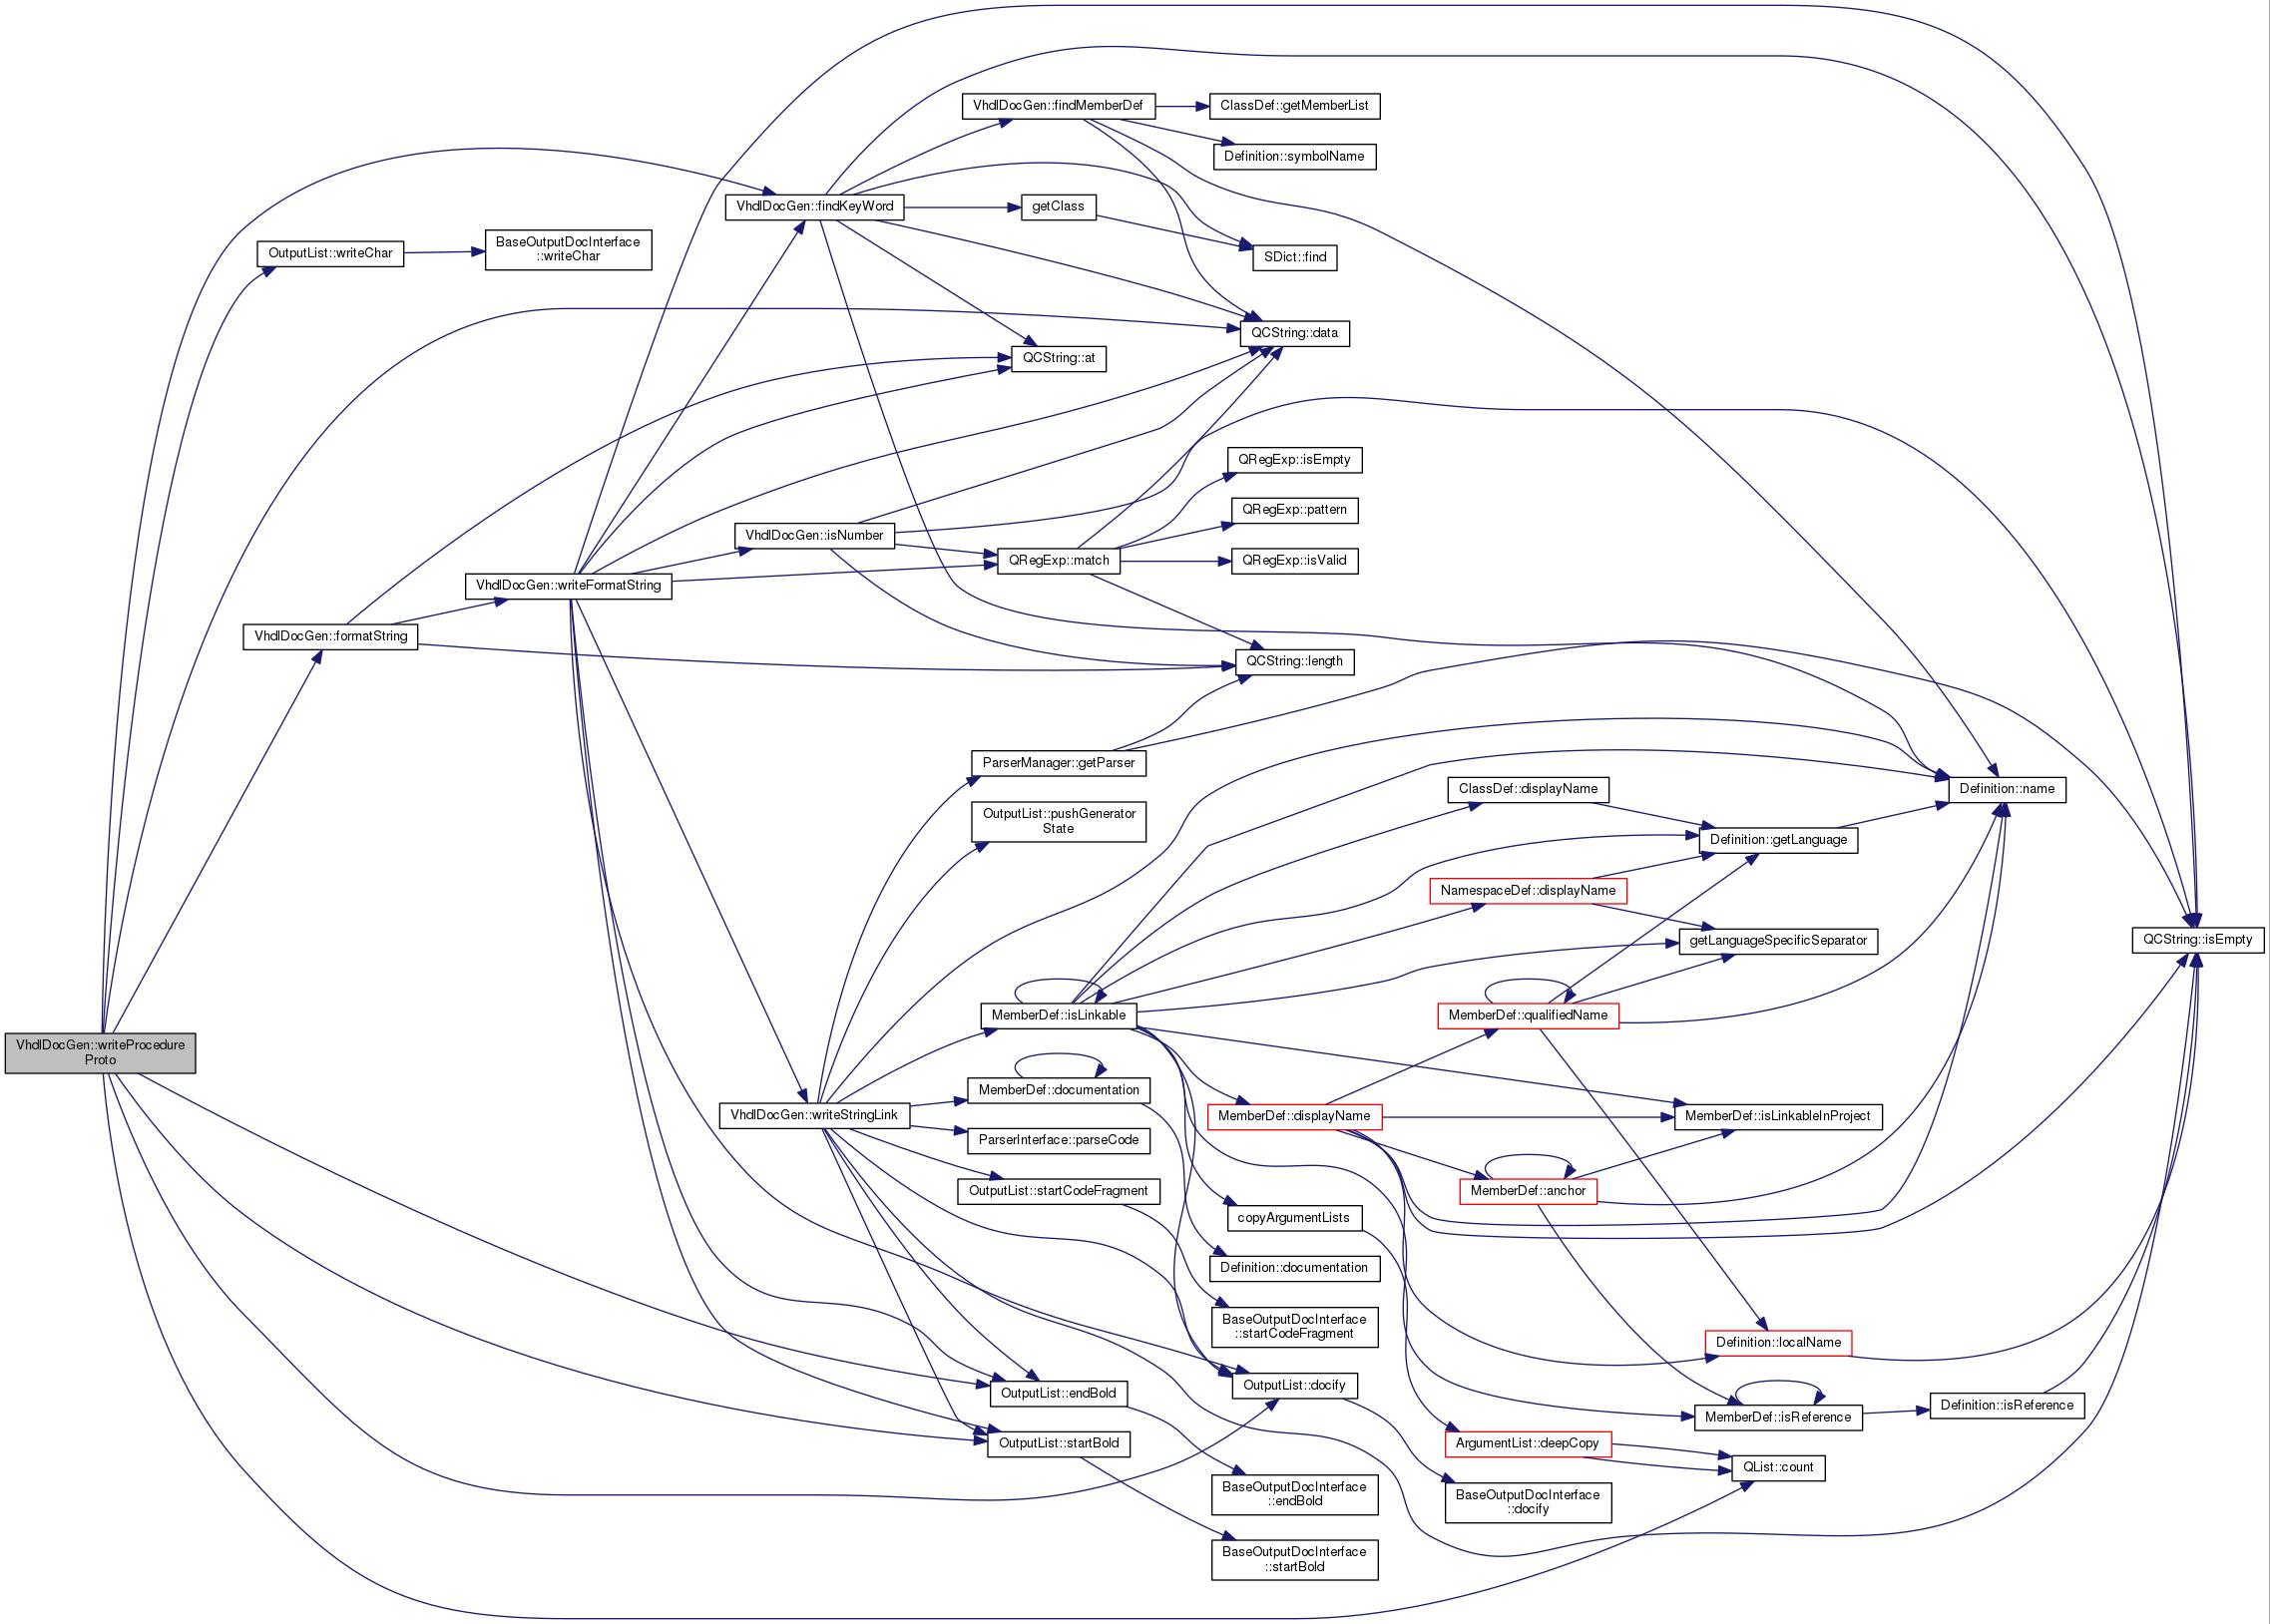 VhdlDocGen::findMemberDef
ClassDef::getMemberList
Definition::symbolName
VhdlDocGen::findKeyWord
getClass
OutputList::writeChar
BaseOutputDocInterface
::writeChar
SDict::find
QCString::data
QCString::at
QRegExp::isEmpty
QRegExp::pattern
VhdlDocGen::isNumber
QRegExp::match
QRegExp::isValid
VhdlDocGen::writeFormatString
VhdlDocGen::formatString
QCString::length
ParserManager::getParser
ClassDef::displayName
Definition::name
OutputList::pushGenerator
State
Definition::getLanguage
NamespaceDef::displayName
getLanguageSpecificSeparator
QCString::isEmpty
MemberDef::isLinkable
MemberDef::qualifiedName
VhdlDocGen::writeProcedure
Proto
MemberDef::documentation
VhdlDocGen::writeStringLink
MemberDef::displayName
MemberDef::isLinkableInProject
ParserInterface::parseCode
OutputList::startCodeFragment
MemberDef::anchor
copyArgumentLists
Definition::documentation
BaseOutputDocInterface
::startCodeFragment
Definition::localName
OutputList::endBold
OutputList::docify
Definition::isReference
MemberDef::isReference
OutputList::startBold
ArgumentList::deepCopy
QList::count
BaseOutputDocInterface
::endBold
BaseOutputDocInterface
::docify
BaseOutputDocInterface
::startBold